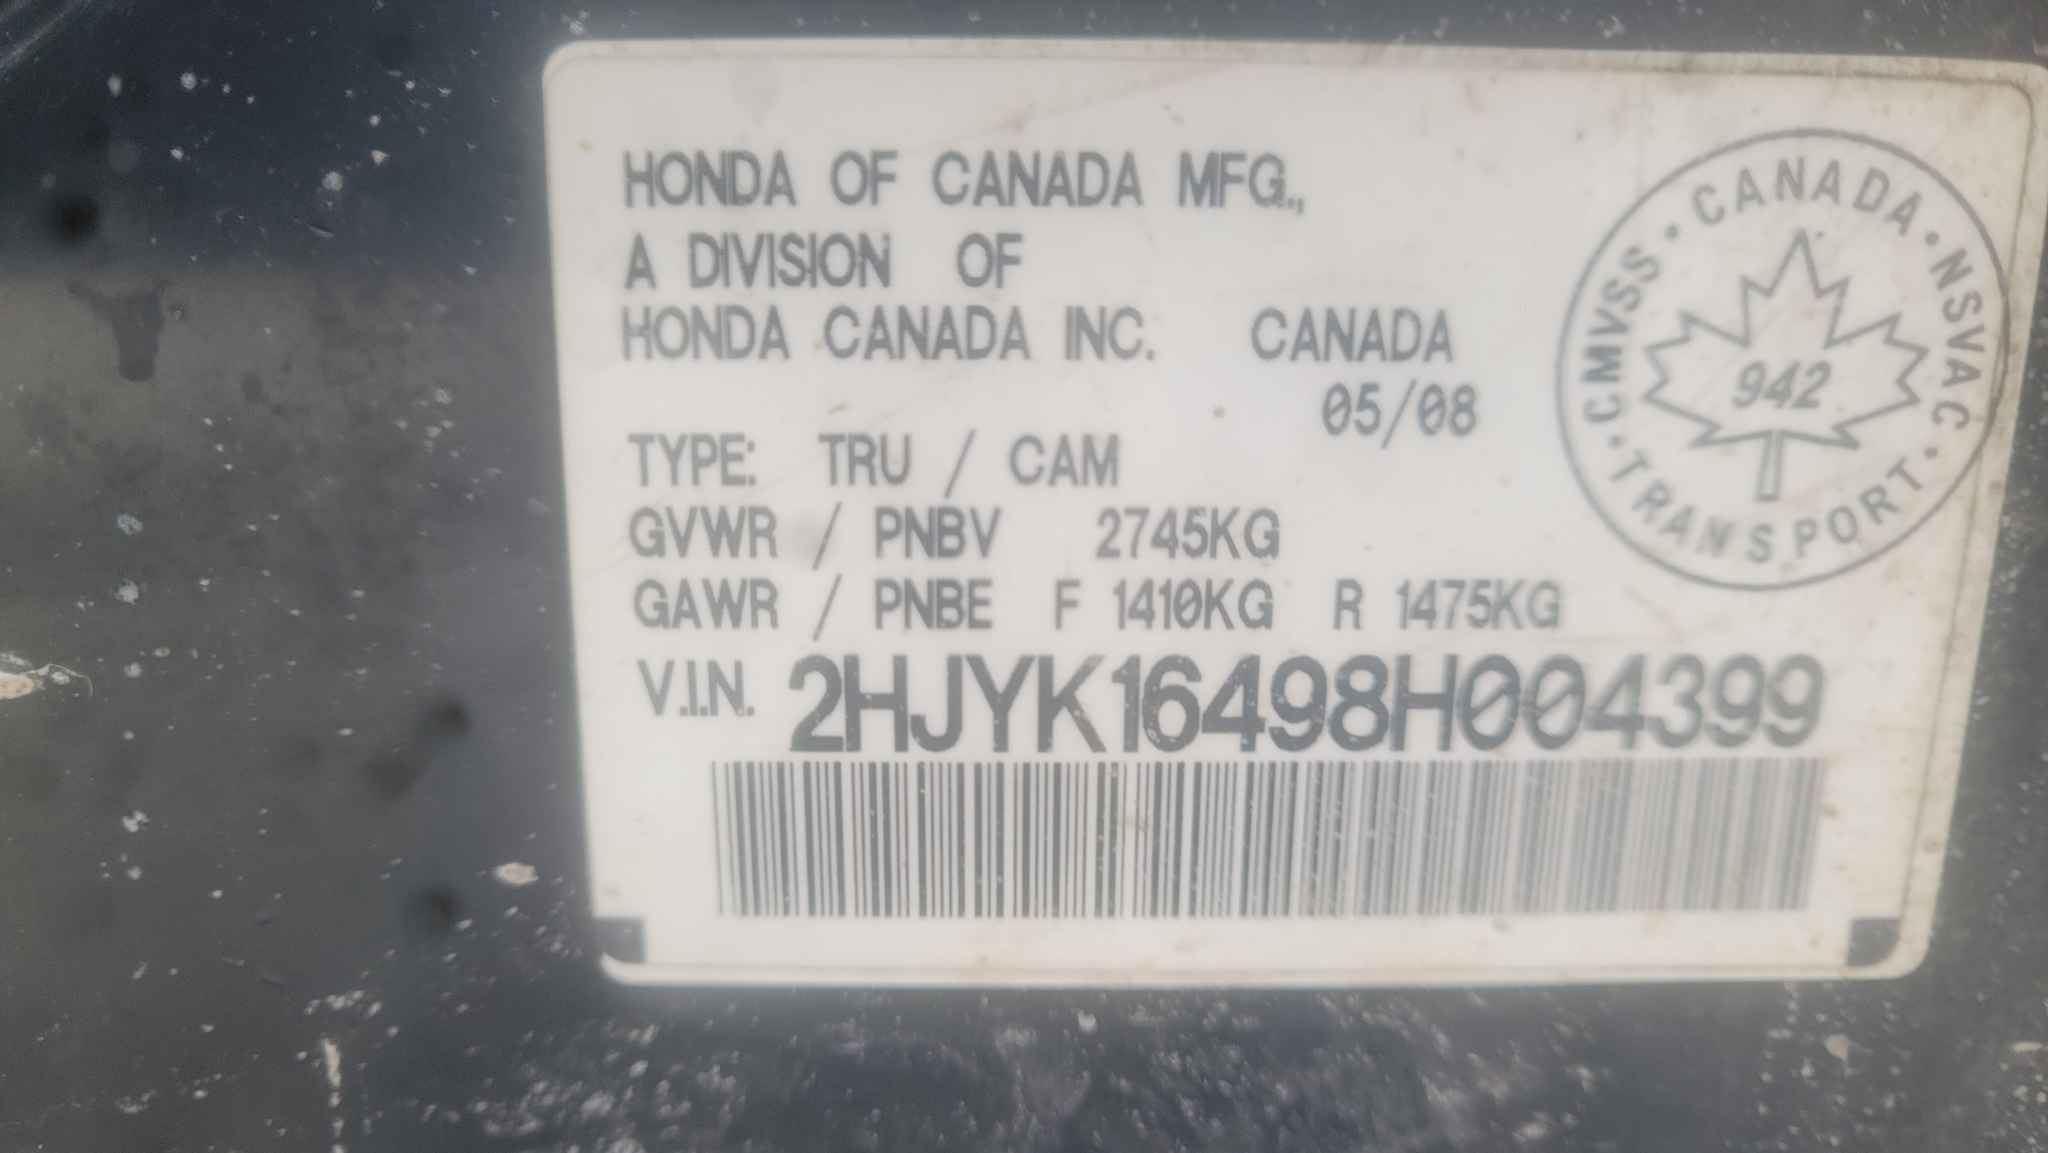 HONDA OF CANADA MFG.,
A DIVISION OF
HONDA CANADA INC. CANADA
05/08
TYPE: TRU / CAM
GVWR / PNBV 2745KG
GAWR / PNBE F 1410KG R 1475KG
V.I.N. 2HJYK16498H004399
CMVSS · CANADA · NSVAC · TRANSPORT ·
942